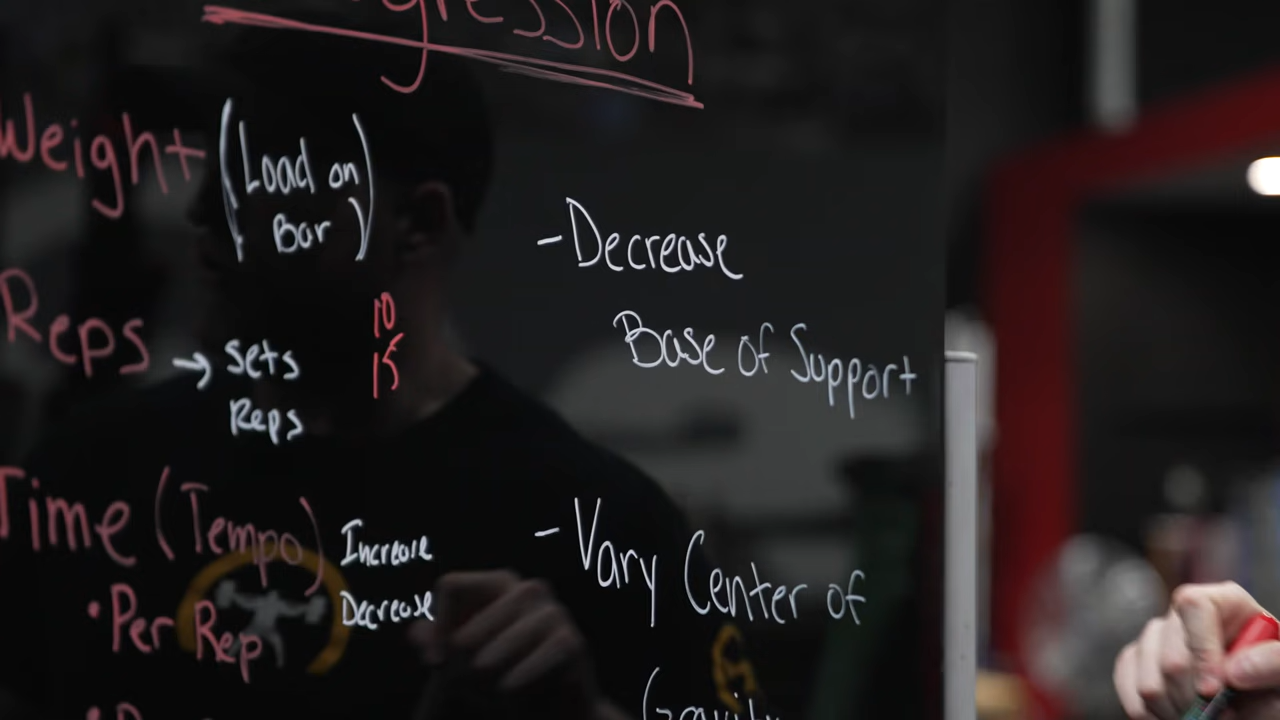 Weight (Load on
Bar)
Reps → Sets
Reps
10
15
Time (Tempo) Increase
Decrease
• Per Rep
- Decrease
Base of Support
- Vary Center of
Gravity